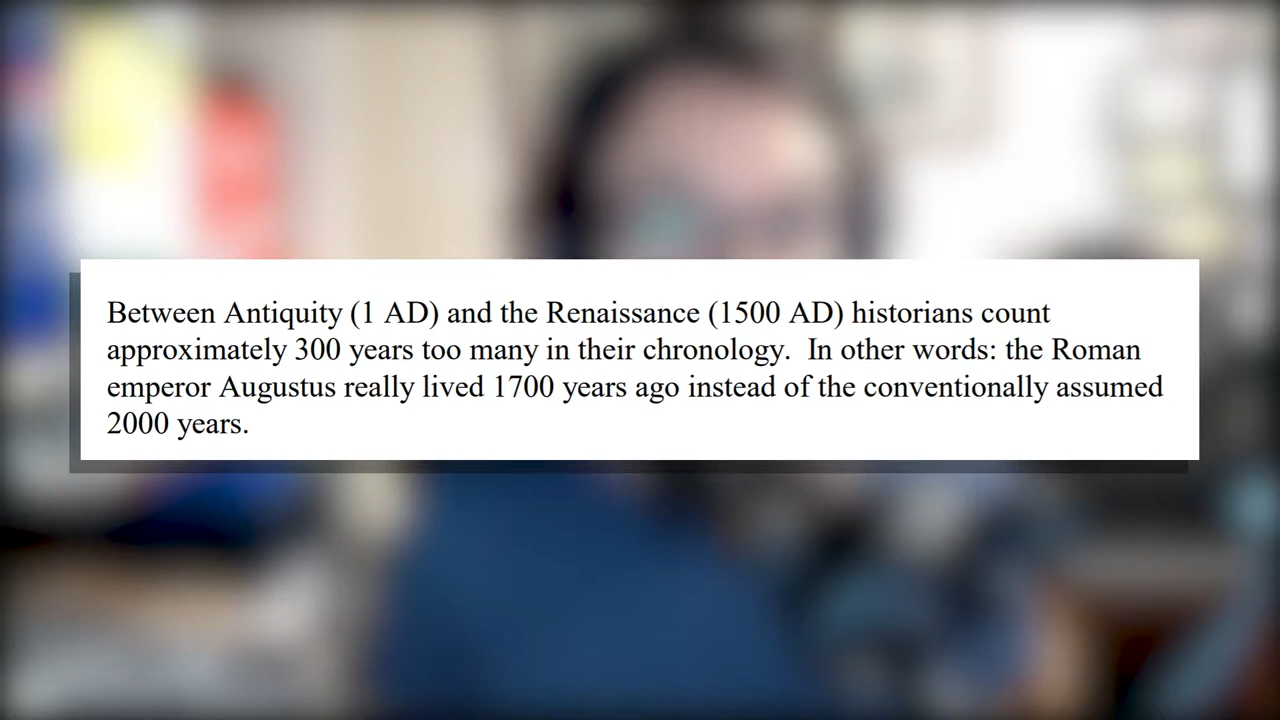 Between Antiquity (1 AD) and the Renaissance (1500 AD) historians count
approximately 300 years too many in their chronology.  In other words: the Roman
emperor Augustus really lived 1700 years ago instead of the conventionally assumed
2000 years.